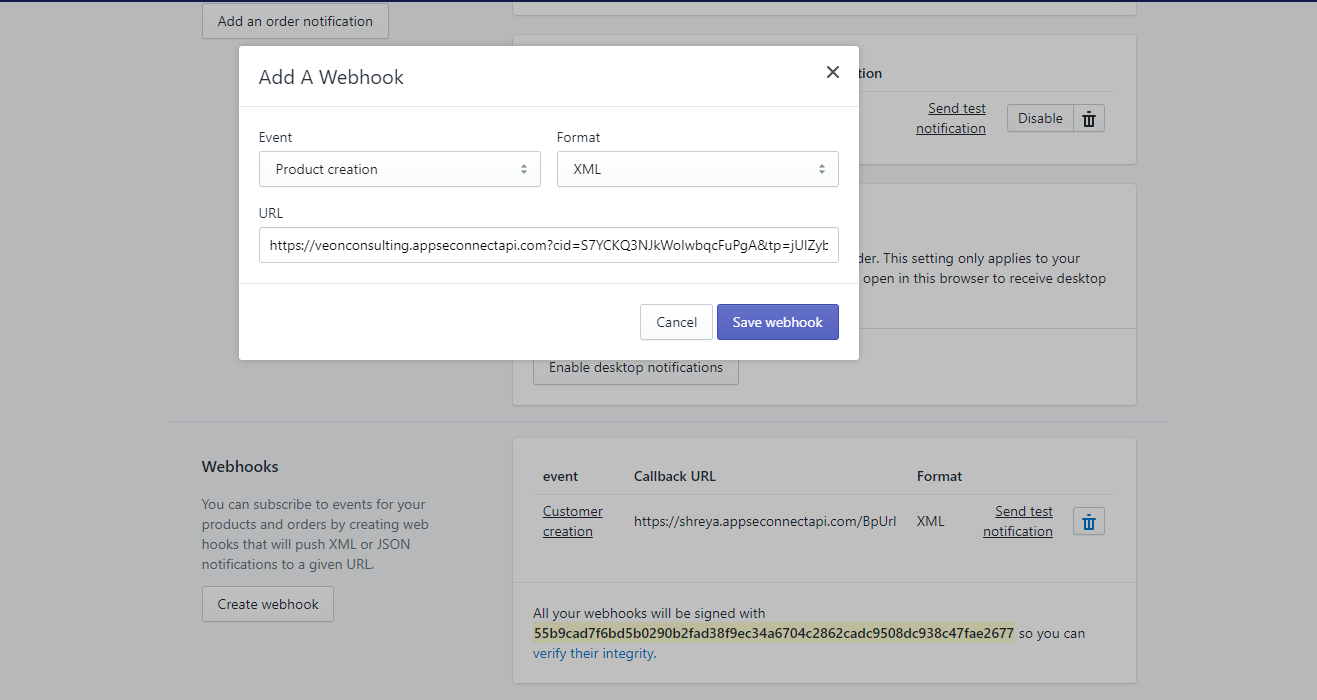 Add an order notification
Add A Webhook
tion
Event
Format
Send test
notification
Disable
Product creation
XML
URL
https://veonconsulting.appseconnectapi.com?cid=S7YCKQ3NJkWolwbqcFuPgA&tp=jUlZyb
der. This setting only applies to your
open in this browser to receive desktop
Cancel
Save webhook
Enable desktop notifications
Webhooks
You can subscribe to events for your
products and orders by creating web
hooks that will push XML or JSON
notifications to a given URL.
Create webhook
event
Callback URL
Format
Customer
creation
https://shreya.appseconnectapi.com/BpUrl
XML
Send test
notification
All your webhooks will be signed with
55b9cad7f6bd5b0290b2fad38f9ec34a6704c2862cadc9508dc938c47fae2677 so you can
verify their integrity.